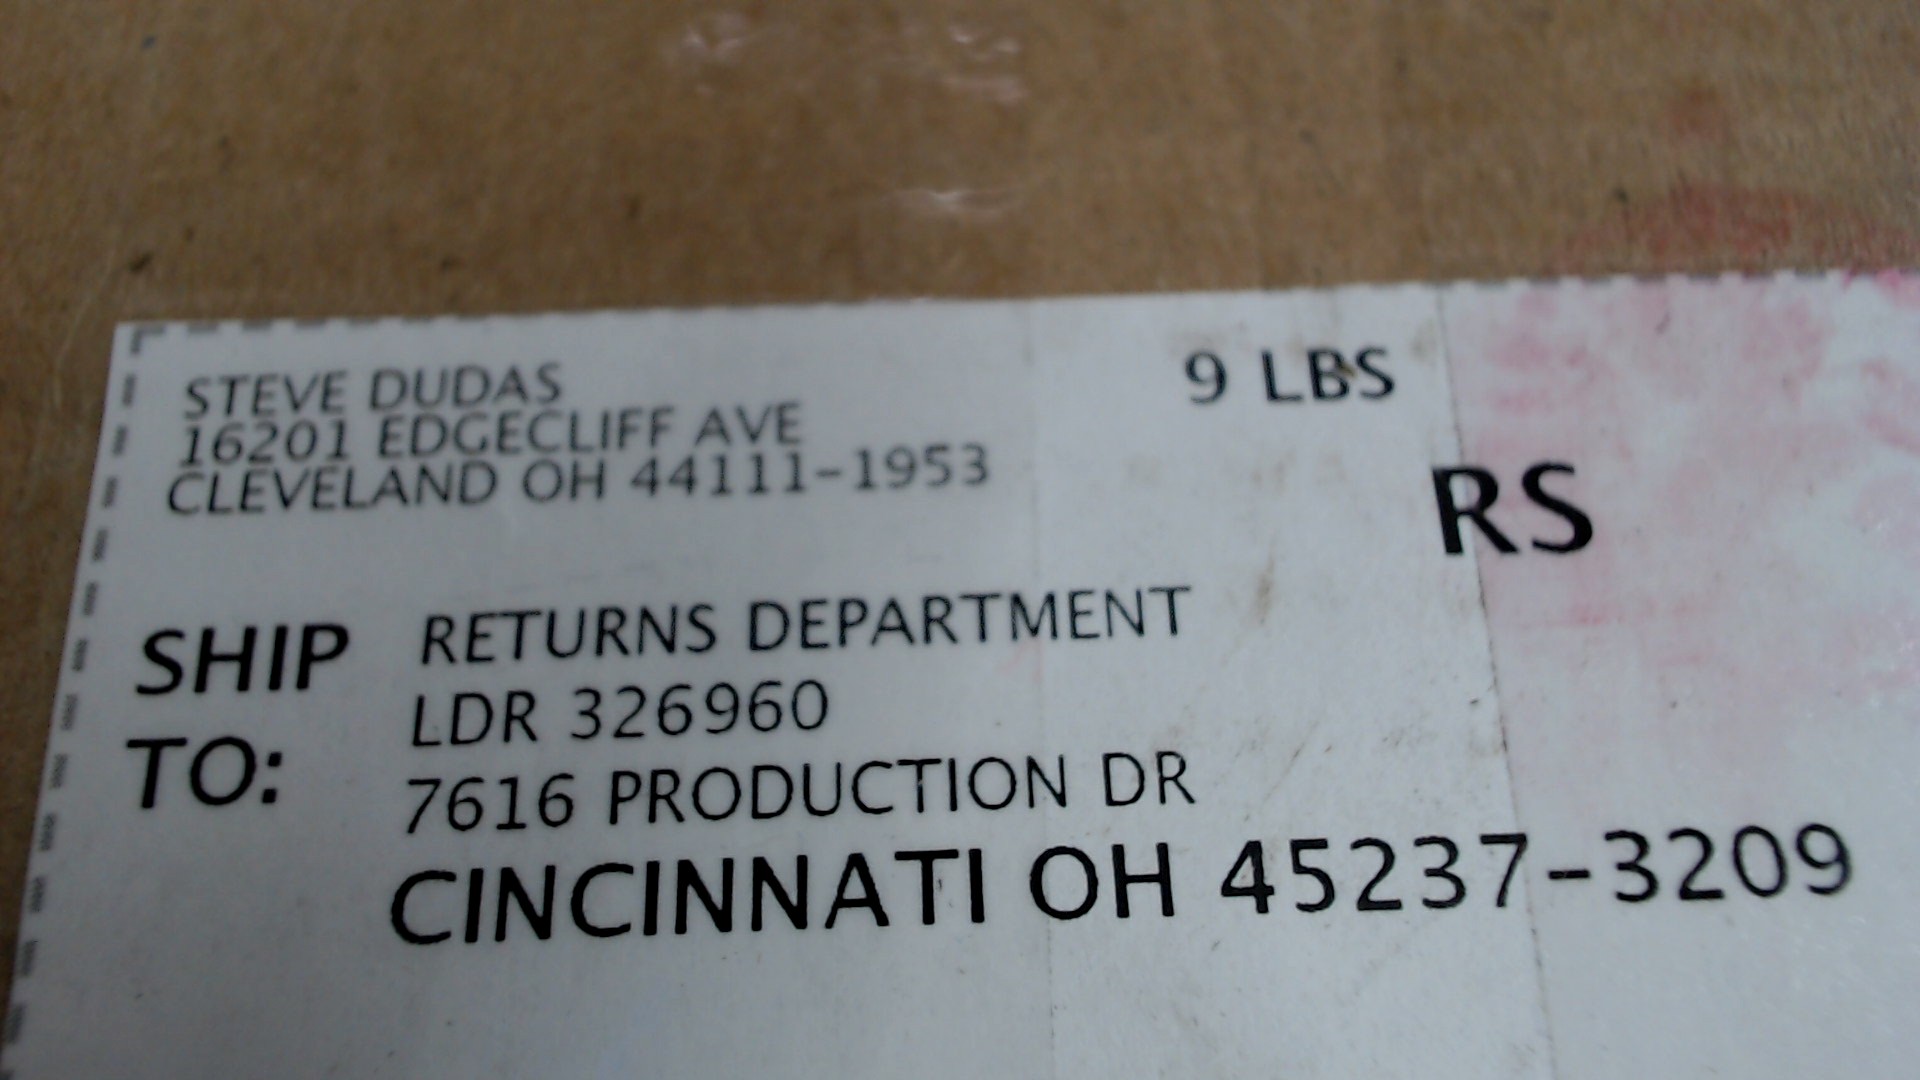 STEVE DUDAS
16201 EDGECLIFF AVE
CLEVELAND OH 44111-1953
9 LBS
RS
SHIP TO:
RETURNS DEPARTMENT
LDR 326960
7616 PRODUCTION DR
CINCINNATI OH 45237-3209